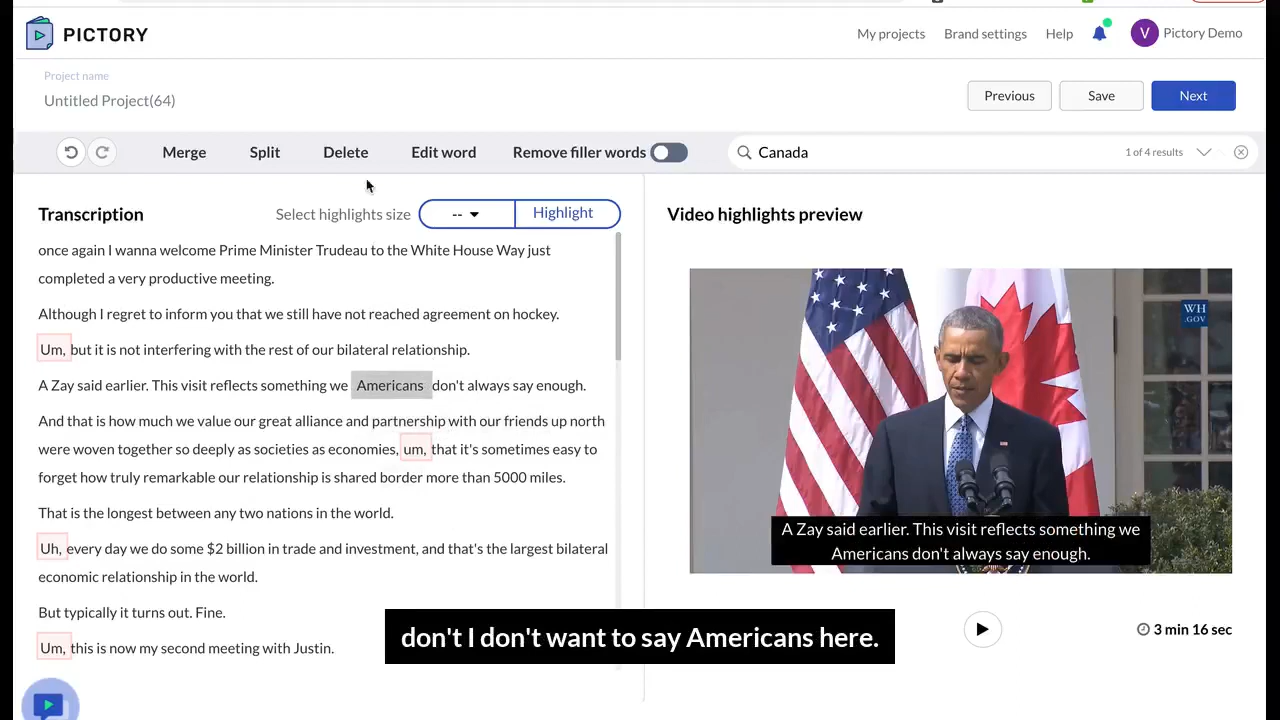 PICTORY
My projects
Brand settings
Help
V
Pictory Demo
Project name
Untitled Project(64)
Previous
Save
Next
Merge
Split
Delete
Edit word
Remove filler words
Canada
1 of 4 results
Transcription
Select highlights size
--
Highlight
Video highlights preview
once again I wanna welcome Prime Minister Trudeau to the White House Way just
completed a very productive meeting.
Although I regret to inform you that we still have not reached agreement on hockey.
Um, but it is not interfering with the rest of our bilateral relationship.
A Zay said earlier. This visit reflects something we Americans don't always say enough.
And that is how much we value our great alliance and partnership with our friends up north
were woven together so deeply as societies as economies, um, that it's sometimes easy to
forget how truly remarkable our relationship is shared border more than 5000 miles.
That is the longest between any two nations in the world.
Uh, every day we do some $2 billion in trade and investment, and that's the largest bilateral
economic relationship in the world.
But typically it turns out. Fine.
Um, this is now my second meeting with Justin.
WH
.GOV
A Zay said earlier. This visit reflects something we
Americans don't always say enough.
3 min 16 sec
don't I don't want to say Americans here.